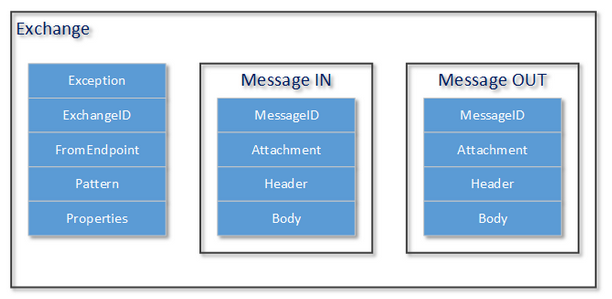 Exchange
Exception
ExchangeID
FromEndpoint
Pattern
Properties
Message IN
MessageID
Attachment
Header
Body
Message OUT
MessageID
Attachment
Header
Body